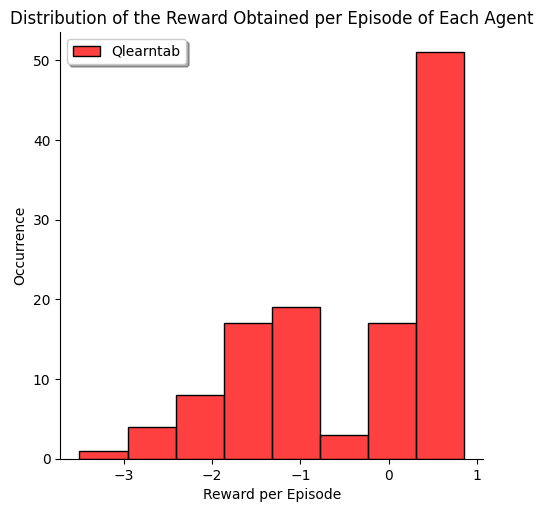 Distribution of the Reward Obtained per Episode of Each Agent
Qlearntab
50
40
30
20
10
0
Occurrence
−3 −2 −1 0 1
Reward per Episode